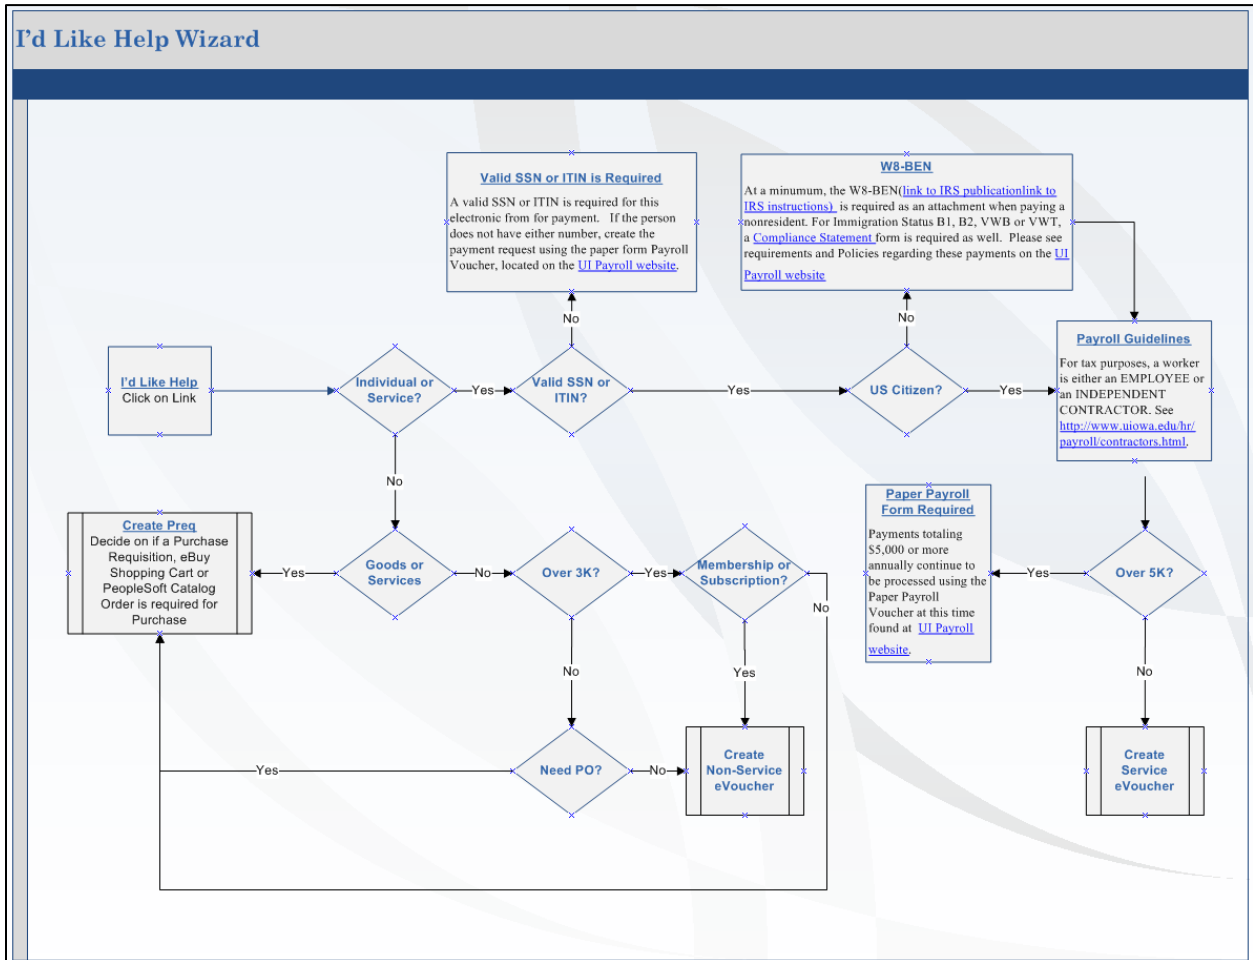 I'd Like Help Wizard
Valid SSN or ITIN is Required
A valid SSN or ITIN is required for this
electronic from for payment.   If the person
does not have either number, create the
payment request using the paper form Payroll
Voucher, located on the UI Payroll website.
W8-BEN
At a minumum, the W8-BEN(link to IRS publicationlink to
IRS instructions)  is required as an attachment when paying a
nonresident. For Immigration Status B1, B2, VWB or VWT,
a Compliance Statement form is required as well.  Please see
requirements and Policies regarding these payments on the UI
Payroll website
No
No
I'd Like Help
Click on Link
Individual or
Service?
Yes
Valid SSN or
ITIN?
Yes
US Citizen?
Yes
Payroll Guidelines
For tax purposes, a worker
is either an EMPLOYEE or
an INDEPENDENT
CONTRACTOR. See
http://www.uiowa.edu/hr/
payroll/contractors.html.
No
Create Preq
Decide on if a Purchase
Requisition, eBuy
Shopping Cart or
PeopleSoft Catalog
Order is required for
Purchase
Yes
Goods or
Services
No
Over 3K?
Yes
Membership or
Subscription?
No
Paper Payroll
Form Required
Payments totaling
$5,000 or more
annually continue to
be processed using the
Paper Payroll
Voucher at this time
found at  UI Payroll
website.
Yes
Over 5K?
No
Yes
No
Yes
Need PO?
No
Create
Non-Service
eVoucher
Create
Service
eVoucher